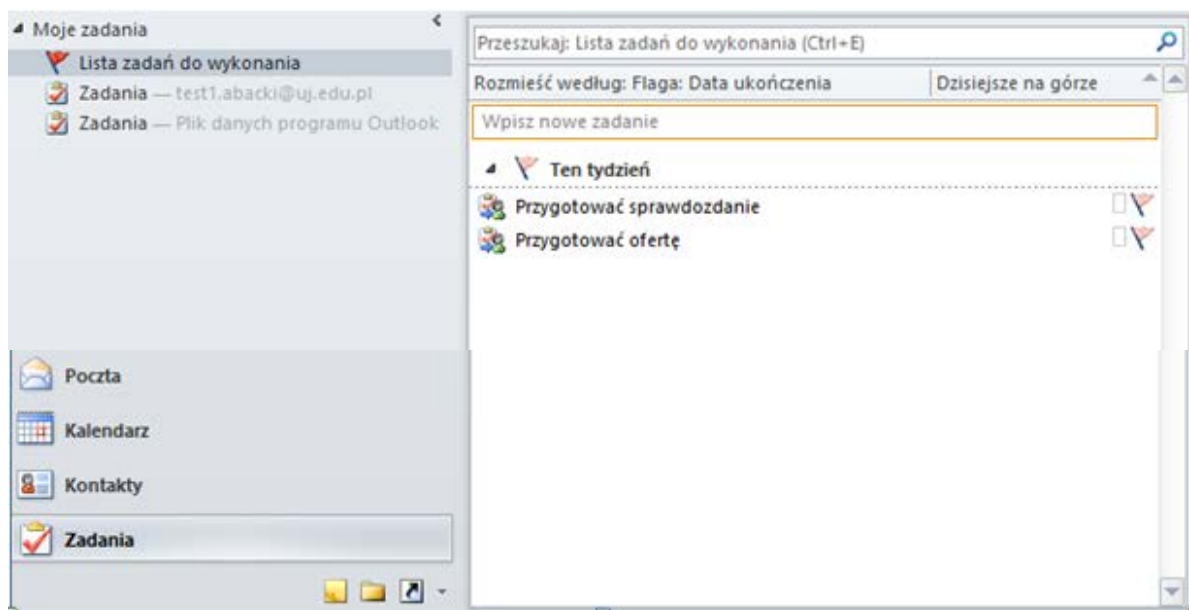 Moje zadania
Lista zadań do wykonania
Zadania — test1.abacki@uj.edu.pl
Zadania — Plik danych programu Outlook
Poczta
Kalendarz
Kontakty
Zadania
Przeszukaj: Lista zadań do wykonania (Ctrl+E)
Rozmieść według: Flaga: Data ukończenia Dzisiejsze na górze
Wpisz nowe zadanie
Ten tydzień
Przygotować sprawdozdanie
Przygotować ofertę